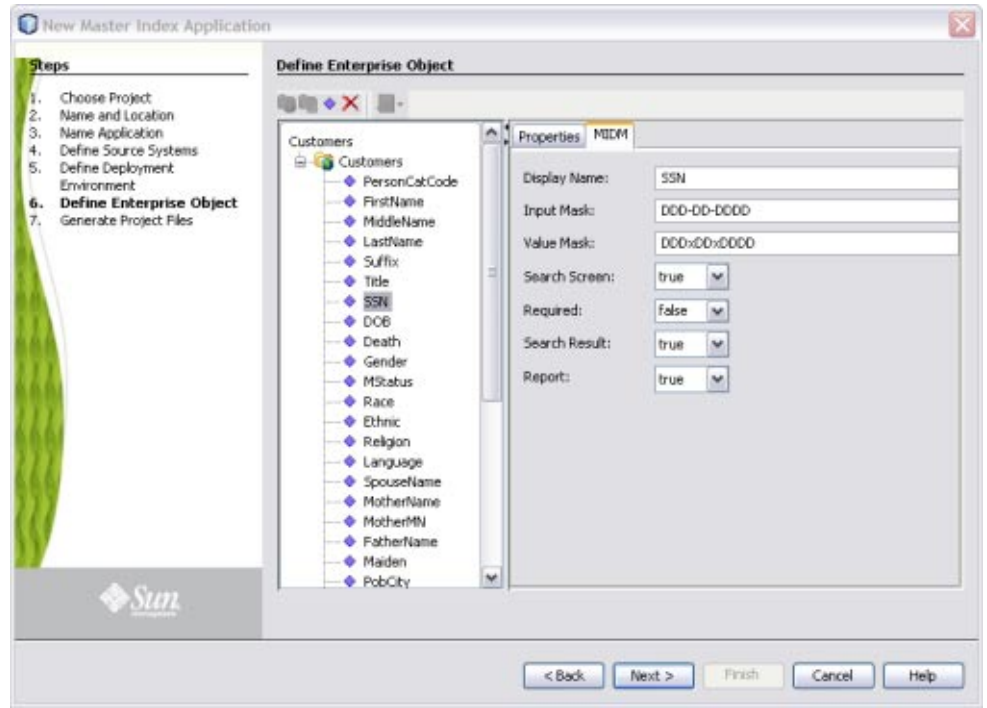 New Master Index Application
Steps
1. Choose Project
2. Name and Location
3. Name Application
4. Define Source Systems
5. Define Deployment
Environment
6. Define Enterprise Object
7. Generate Project Files
Sun
Define Enterprise Object
Customers
Customers
PersonCatCode
FirstName
MiddleName
LastName
Suffix
Title
SSN
DOB
Death
Gender
MStatus
Race
Ethnic
Religion
Language
SpouseName
MotherName
MotherMN
FatherName
Maiden
PobCity
Properties MIDM
Display Name: SSN
Input Mask: DDD-DD-DDDD
Value Mask: DDDxDDxDDDD
Search Screen: true
Required: false
Search Result: true
Report: true
< Back Next > Finish Cancel Help